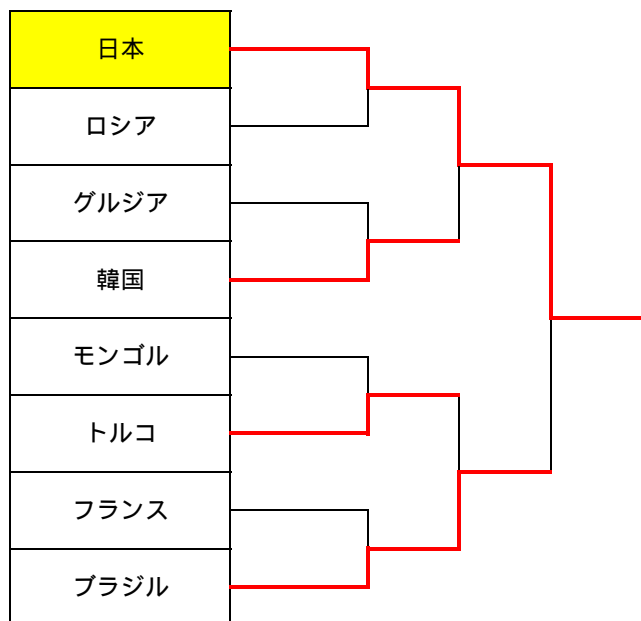 日本
ロシア
グルジア
韓国
モンゴル
トルコ
フランス
ブラジル